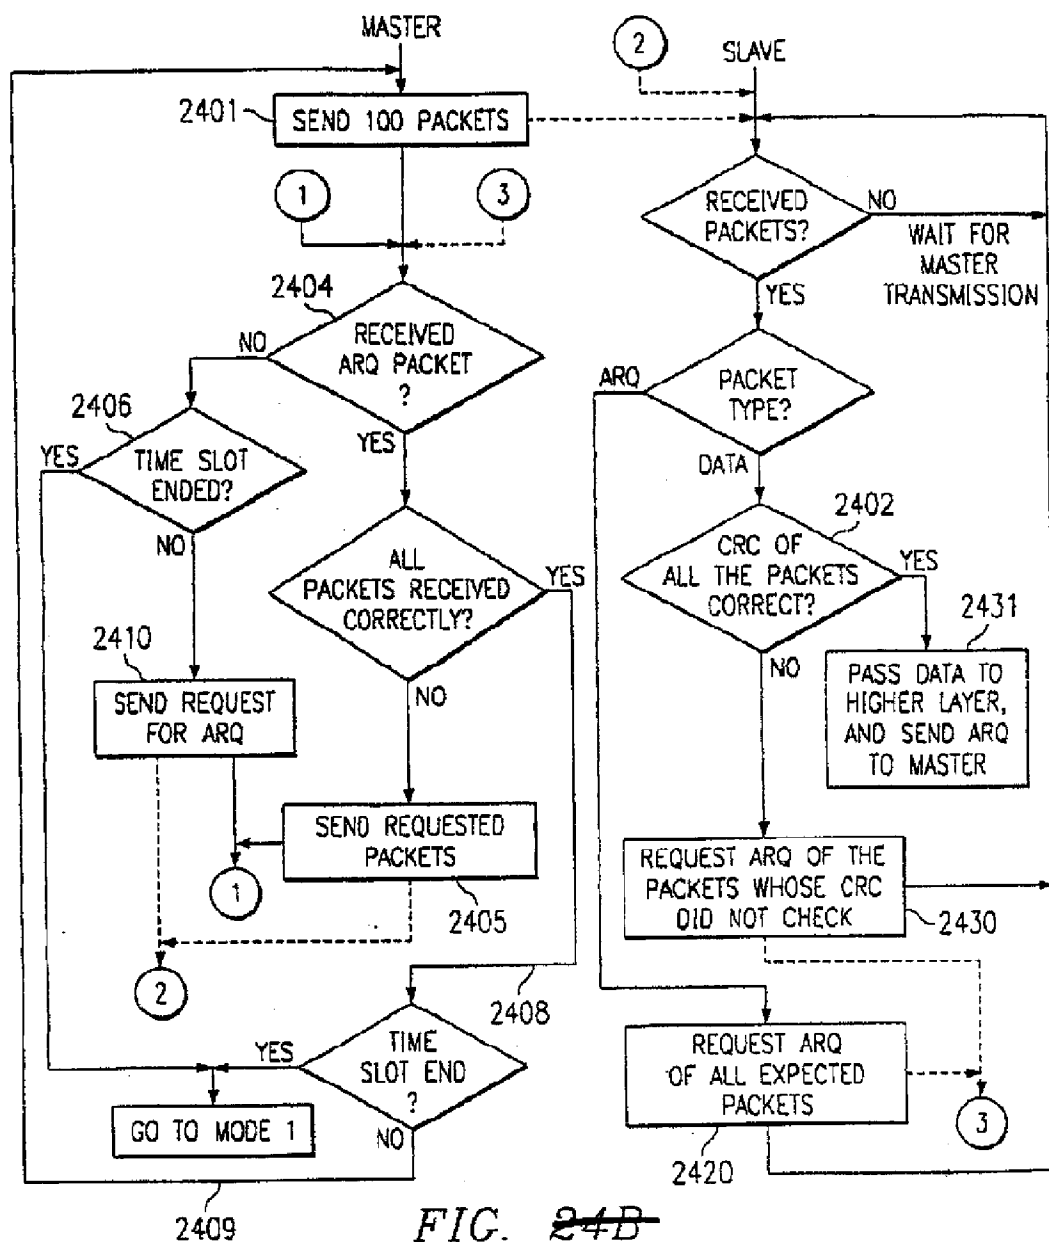 MASTER
2
SLAVE
2401
SEND 100 PACKETS
1
3
RECEIVED
PACKETS?
NO
WAIT FOR
MASTER
TRANSMISSION
YES
2404
RECEIVED
ARQ PACKET
?
NO
YES
ARQ
PACKET
TYPE?
DATA
2406
YES
TIME SLOT
ENDED?
NO
2402
CRC OF
ALL THE PACKETS
CORRECT?
YES
NO
ALL
PACKETS RECEIVED
CORRECTLY?
YES
NO
2431
PASS DATA TO
HIGHER LAYER,
AND SEND ARQ
TO MASTER
2410
SEND REQUEST
FOR ARQ
SEND REQUESTED
PACKETS
2405
1
2
REQUEST ARQ OF THE
PACKETS WHOSE CRC
DID NOT CHECK
2430
2408
YES
TIME
SLOT END
?
NO
GO TO MODE 1
REQUEST ARQ
OF ALL EXPECTED
PACKETS
3
2420
2409
FIG. 24B